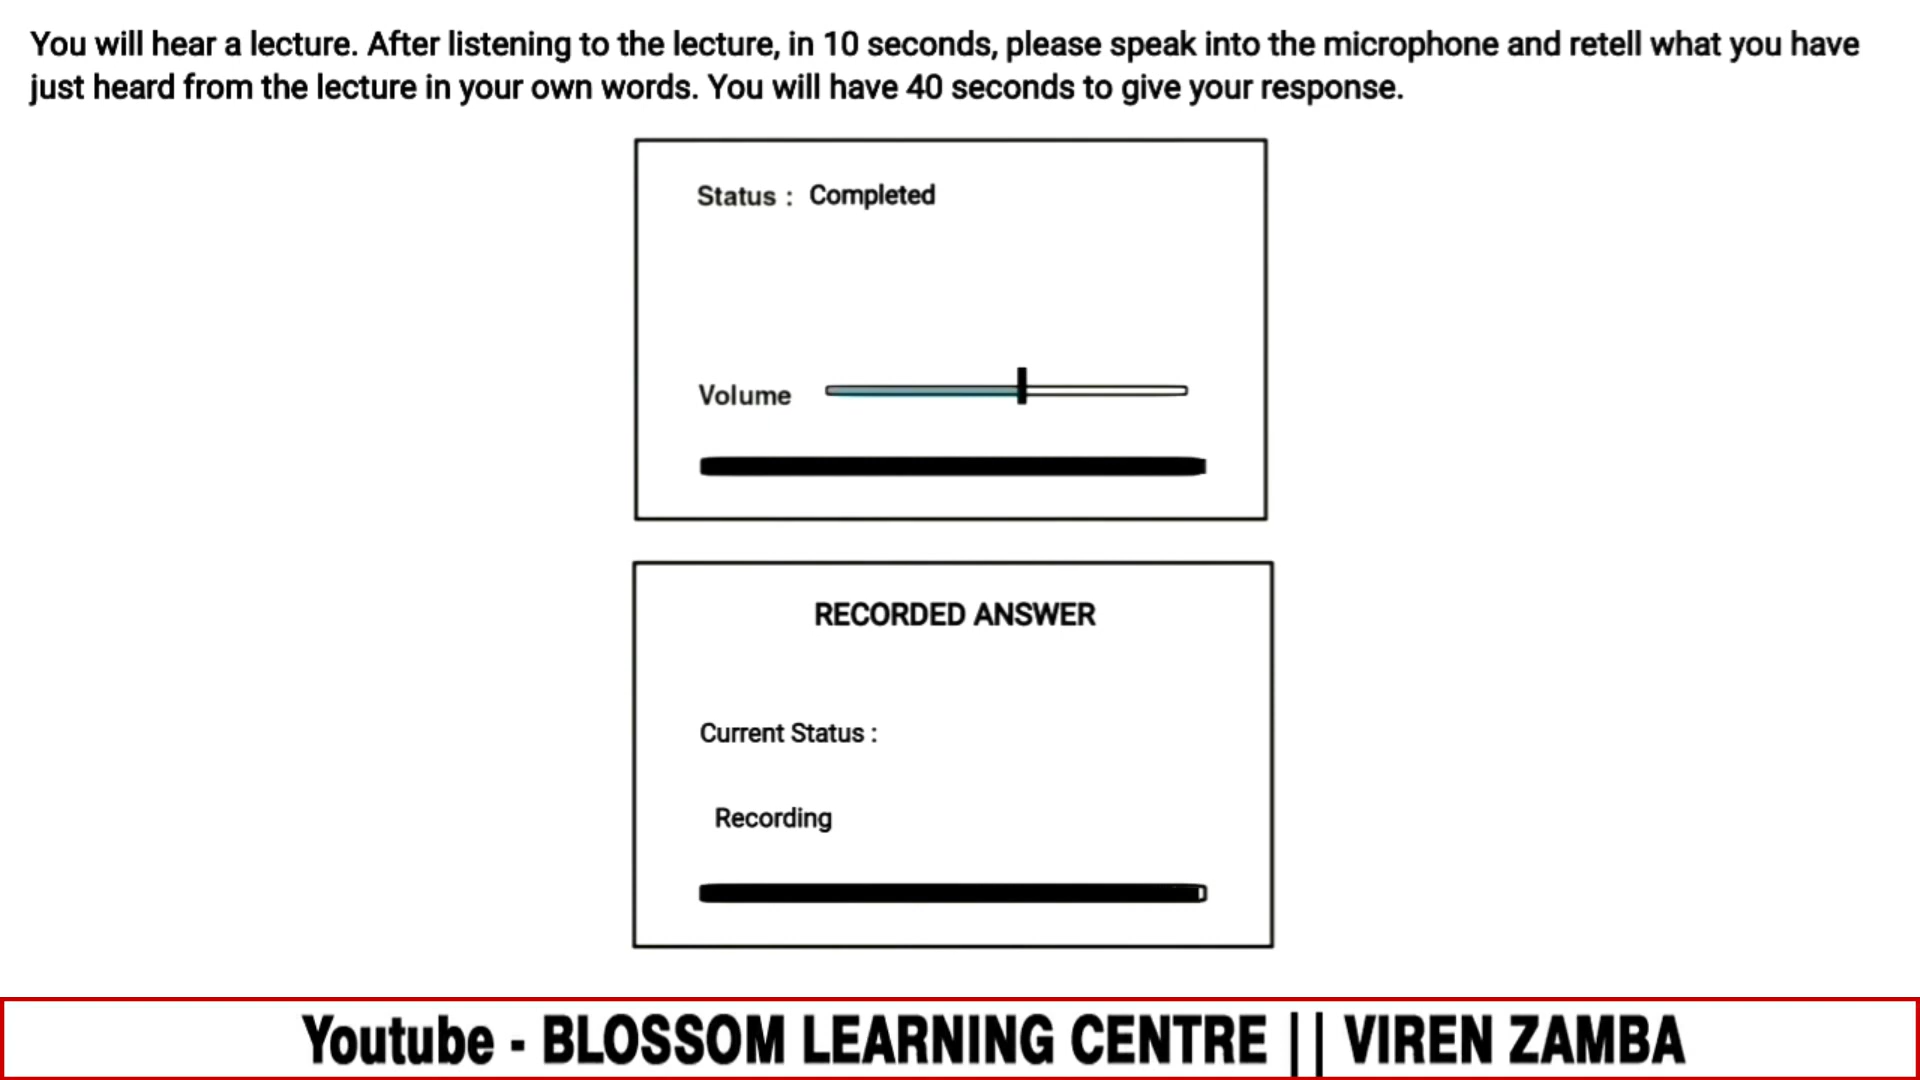 You will hear a lecture. After listening to the lecture, in 10 seconds, please speak into the microphone and retell what you have
just heard from the lecture in your own words. You will have 40 seconds to give your response.
Status : Completed
Volume
RECORDED ANSWER
Current Status :
Recording
Youtube - BLOSSOM LEARNING CENTRE || VIREN ZAMBA